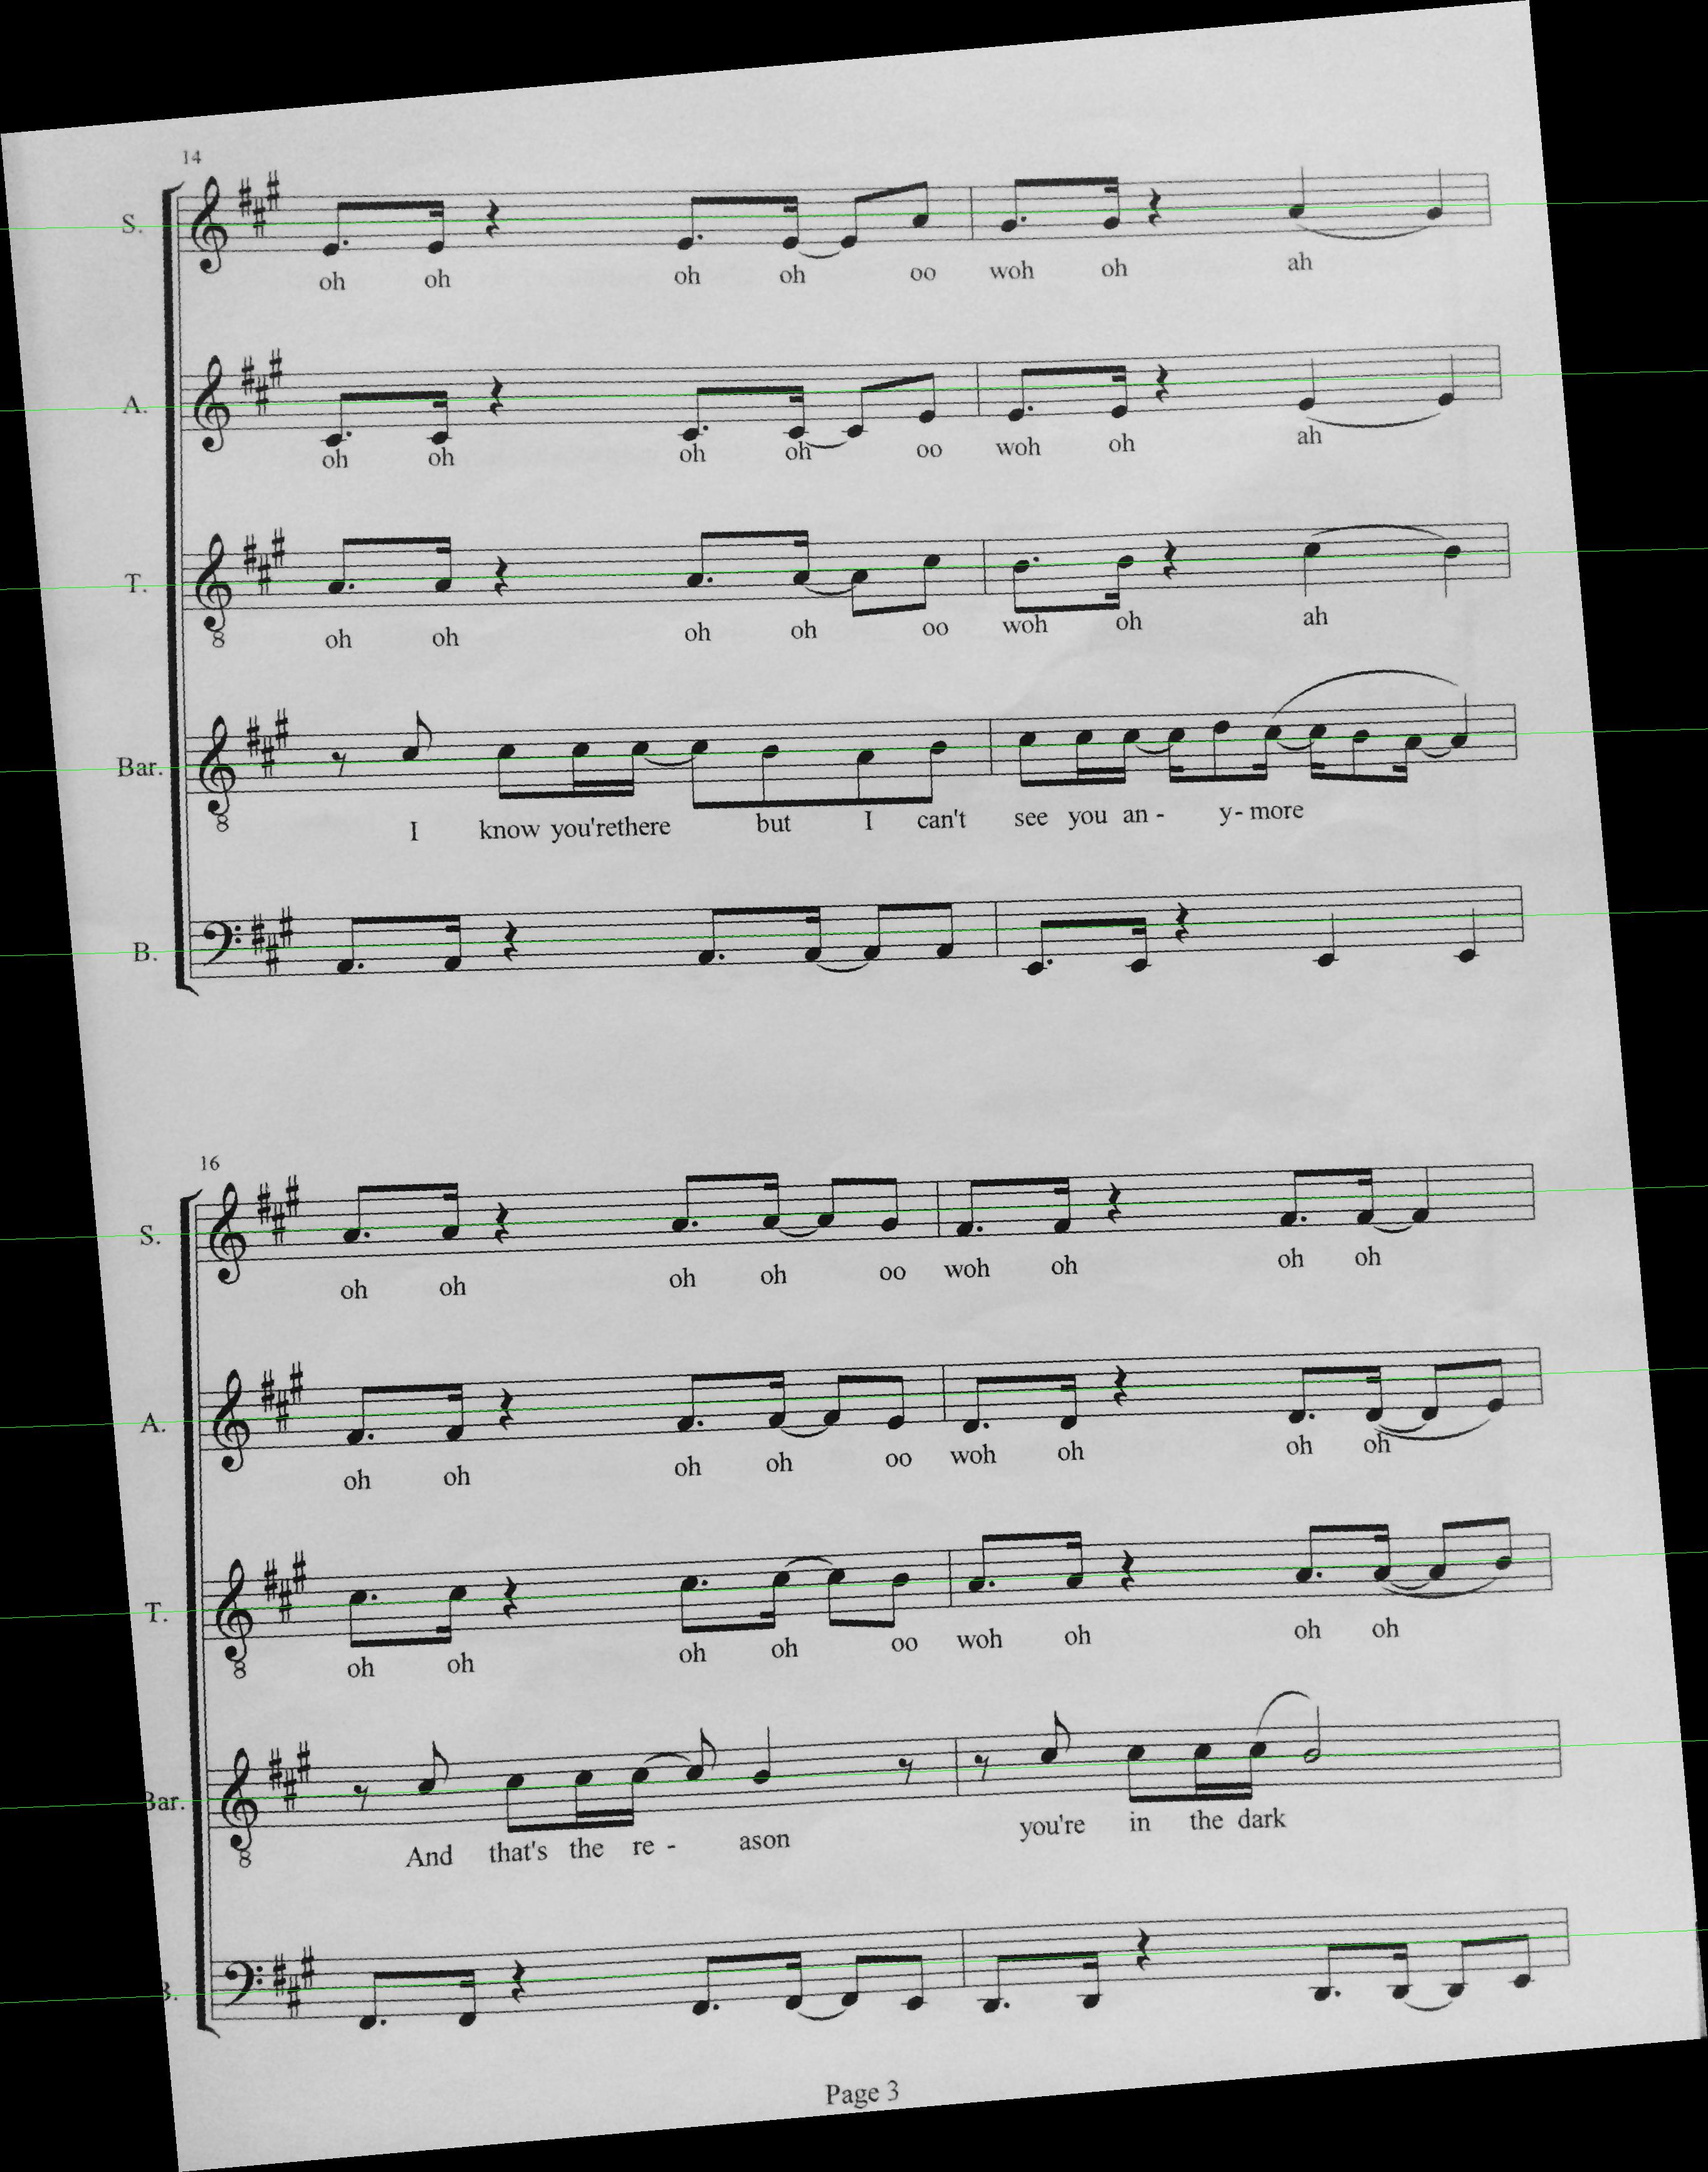 14
S.
oh oh oh oh oo woh oh ah
A.
oh oh oh oh oo woh oh ah
T.
8
oh oh oh oh oo woh oh ah
Bar.
8
I know you'rethere but I can't see you an - y- more
B.
16
S.
oh oh oh oh oo woh oh oh oh
A.
oh oh oh oh oo woh oh oh oh
T.
8
oh oh oh oh oo woh oh oh oh
Bar.
8
And that's the re - ason you're in the dark
B.
Page 3